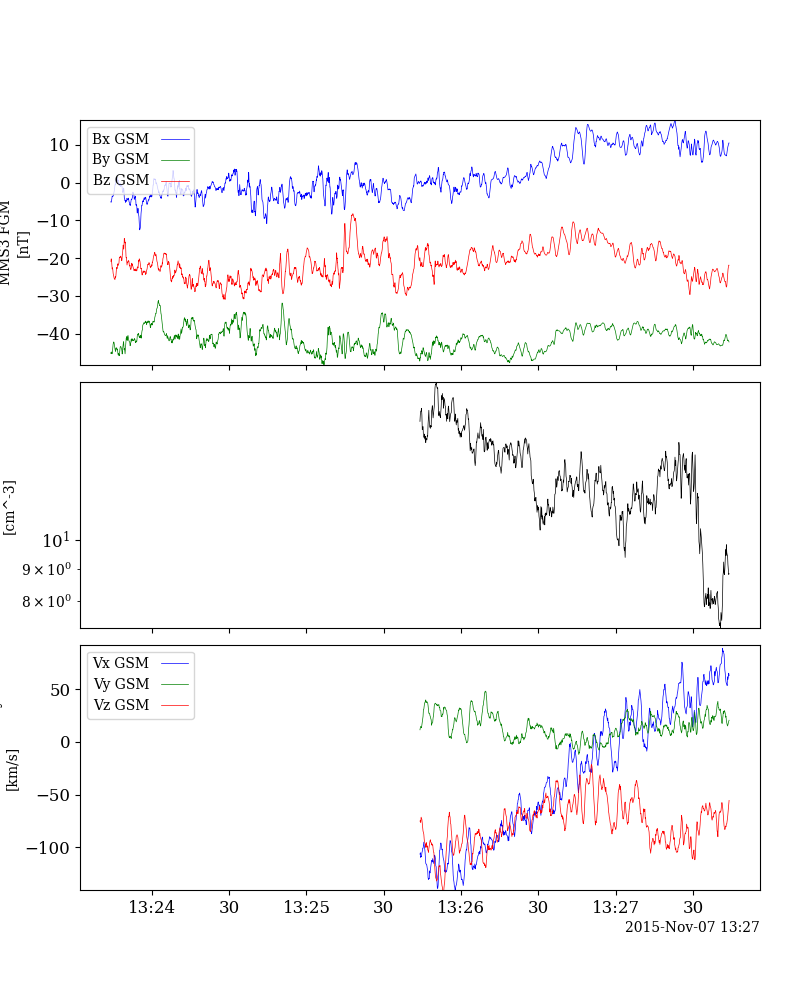 Bx GSM
By GSM
Bz GSM
10
0
−10
−20
−30
−40
MMS3 FGM
[nT]
10^1
9 × 10^0
8 × 10^0
[cm^-3]
Vx GSM
Vy GSM
Vz GSM
50
0
−50
−100
[km/s]
13:24 30 13:25 30 13:26 30 13:27 30
2015-Nov-07 13:27